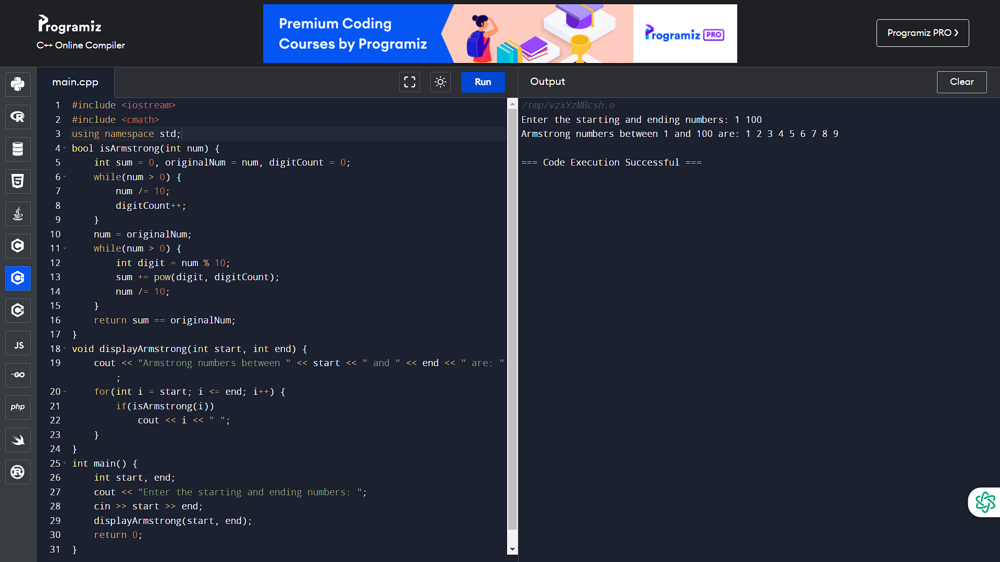 Programiz
C++ Online Compiler
Premium Coding
Courses by Programiz
Programiz PRO
Programiz PRO ❯
main.cpp
Run
Output
Clear
1 #include <iostream>
2 #include <cmath>
3 using namespace std;
4 bool isArmstrong(int num) {
5 int sum = 0, originalNum = num, digitCount = 0;
6 while(num > 0) {
7 num /= 10;
8 digitCount++;
9 }
10 num = originalNum;
11 while(num > 0) {
12 int digit = num % 10;
13 sum += pow(digit, digitCount);
14 num /= 10;
15 }
16 return sum == originalNum;
17 }
18 void displayArmstrong(int start, int end) {
19 cout << "Armstrong numbers between " << start << " and " << end << " are: "
;
20 for(int i = start; i <= end; i++) {
21 if(isArmstrong(i))
22 cout << i << " ";
23 }
24 }
25 int main() {
26 int start, end;
27 cout << "Enter the starting and ending numbers: ";
28 cin >> start >> end;
29 displayArmstrong(start, end);
30 return 0;
31 }
/tmp/vzxYzMBcsh.o
Enter the starting and ending numbers: 1 100
Armstrong numbers between 1 and 100 are: 1 2 3 4 5 6 7 8 9
=== Code Execution Successful ===
R
5
C
C+
C#
JS
GO
php
R